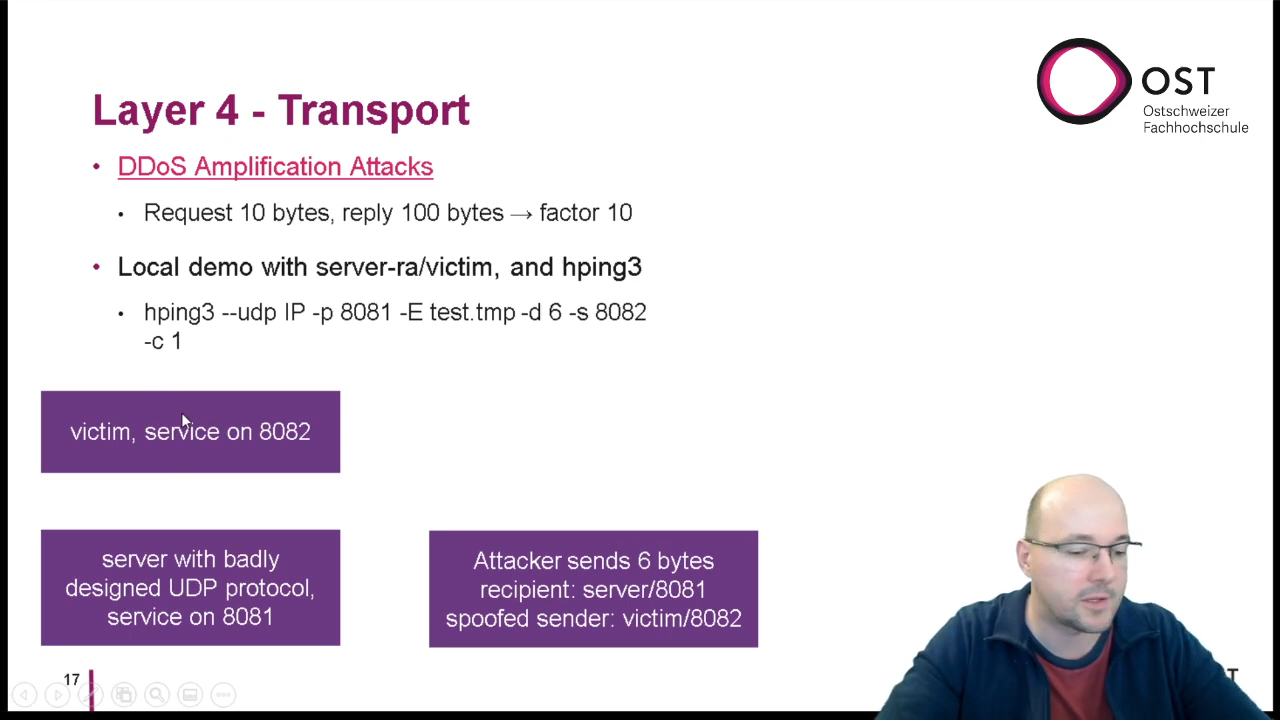 OST
Ostschweizer
Fachhochschule
Layer 4 - Transport
• DDoS Amplification Attacks
• Request 10 bytes, reply 100 bytes → factor 10
• Local demo with server-ra/victim, and hping3
• hping3 --udp IP -p 8081 -E test.tmp -d 6 -s 8082
-c 1
victim, service on 8082
server with badly
designed UDP protocol,
service on 8081
Attacker sends 6 bytes
recipient: server/8081
spoofed sender: victim/8082
17